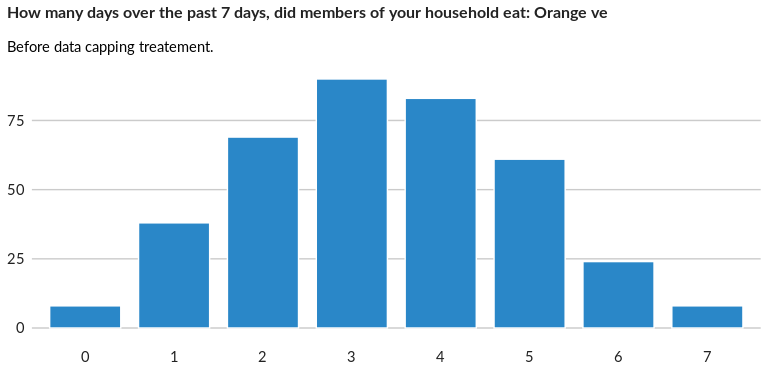 How many days over the past 7 days, did members of your household eat: Orange ve
Before data capping treatement.
75
50
25
0
0 1 2 3 4 5 6 7